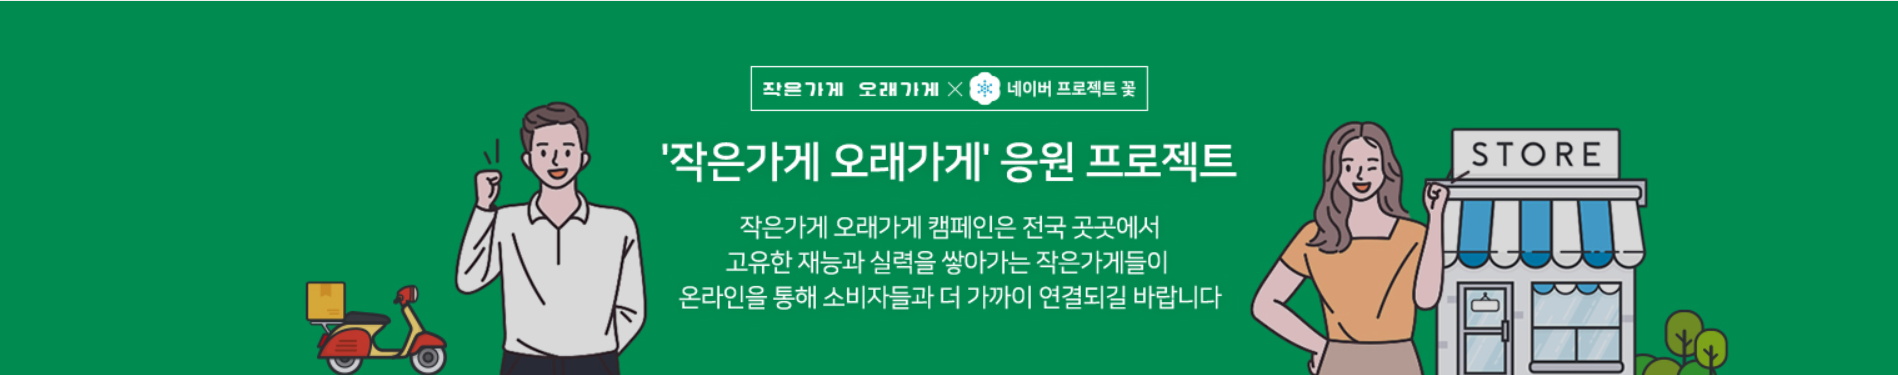 작은가게 오래가게 × 네이버 프로젝트 꽃
'작은가게 오래가게' 응원 프로젝트
작은가게 오래가게 캠페인은 전국 곳곳에서
고유한 재능과 실력을 쌓아가는 작은가게들이
온라인을 통해 소비자들과 더 가까이 연결되길 바랍니다
STORE